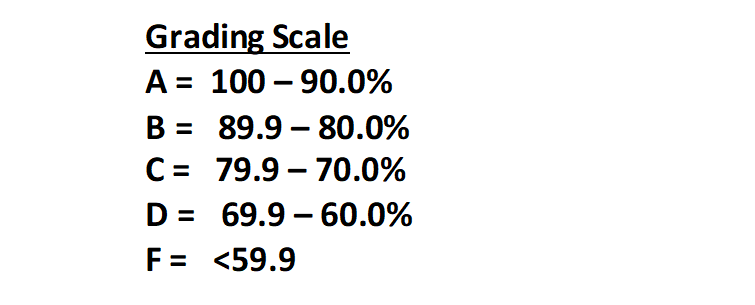 Grading Scale
A = 100 – 90.0%
B = 89.9 – 80.0%
C = 79.9 – 70.0%
D = 69.9 – 60.0%
F = <59.9